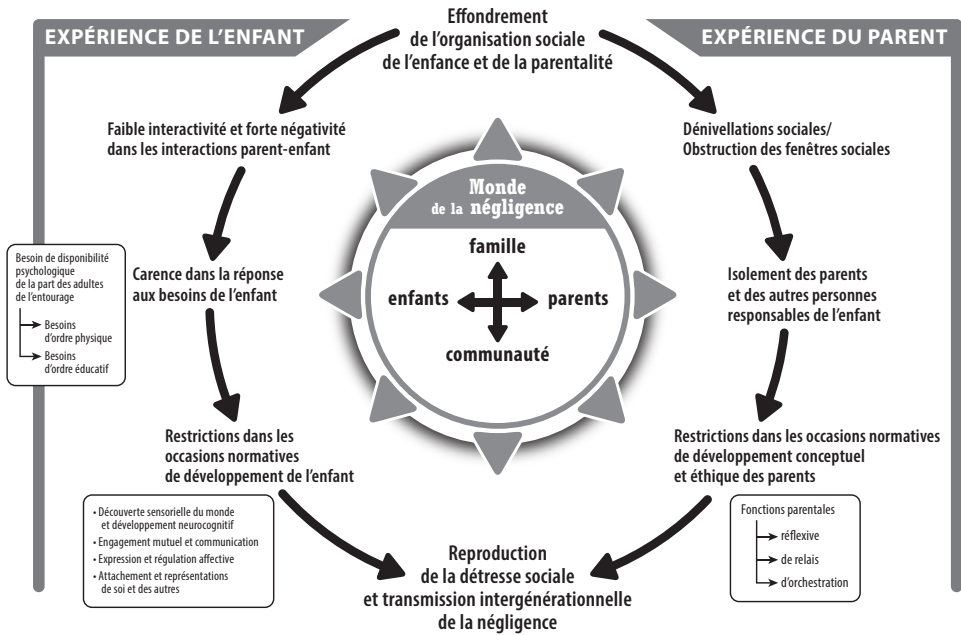 EXPÉRIENCE DE L'ENFANT
Effondrement
de l'organisation sociale
de l'enfance et de la parentalité
EXPÉRIENCE DU PARENT
Faible interactivité et forte négativité
dans les interactions parent-enfant
Dénivellations sociales/
Obstruction des fenêtres sociales
Monde
de la négligence
famille
enfants
parents
communauté
Besoin de disponibilité
psychologique
de la part des adultes
de l'entourage
Besoins
d'ordre physique
Besoins
d'ordre éducatif
Carence dans la réponse
aux besoins de l'enfant
Isolement des parents
et des autres personnes
responsables de l'enfant
Restrictions dans les
occasions normatives
de développement de l'enfant
Restrictions dans les occasions normatives
de développement conceptuel
et éthique des parents
• Découverte sensorielle du monde
et développement neurocognitif
• Engagement mutuel et communication
• Expression et régulation affective
• Attachement et représentations
de soi et des autres
Fonctions parentales
réflexive
de relais
d'orchestration
Reproduction
de la détresse sociale
et transmission intergénérationnelle
de la négligence